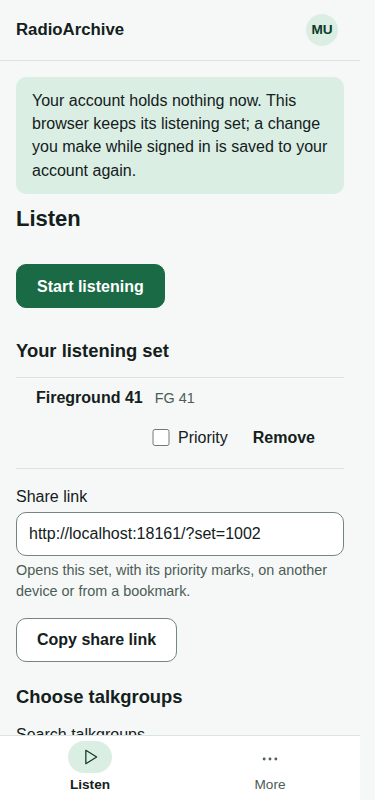 RadioArchive
MU
Your account holds nothing now. This
browser keeps its listening set; a change
you make while signed in is saved to your
account again.
Listen
Start listening
Your listening set
Fireground 41 FG 41
Priority Remove
Share link
http://localhost:18161/?set=1002
Opens this set, with its priority marks, on another
device or from a bookmark.
Copy share link
Choose talkgroups
Search talkgroups
Listen
More